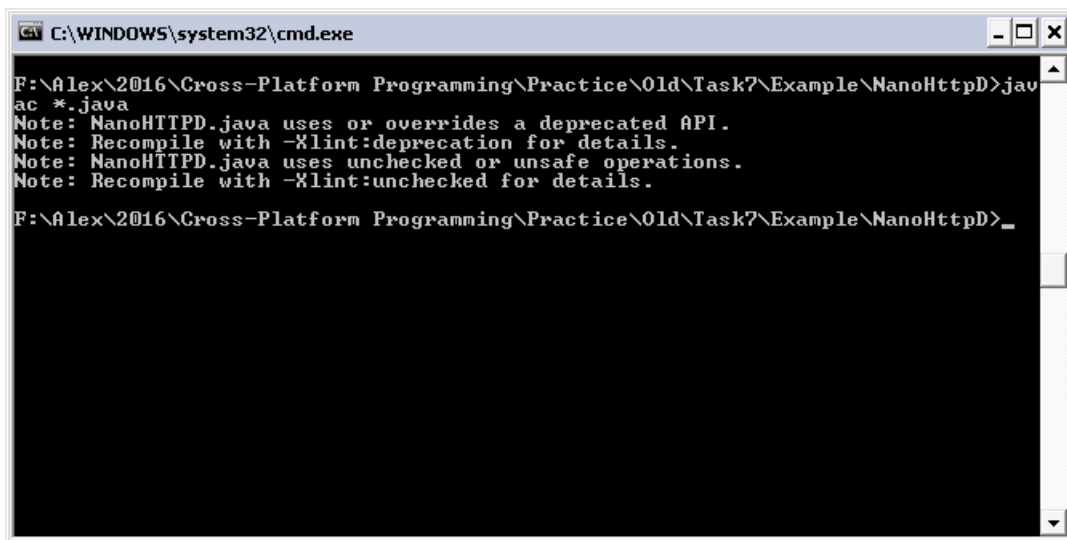 C:\WINDOWS\system32\cmd.exe
F:\Alex\2016\Cross-Platform Programming\Practice\Old\Task7\Example\NanoHttpD>jav
ac *.java
Note: NanoHTTPD.java uses or overrides a deprecated API.
Note: Recompile with -Xlint:deprecation for details.
Note: NanoHTTPD.java uses unchecked or unsafe operations.
Note: Recompile with -Xlint:unchecked for details.
F:\Alex\2016\Cross-Platform Programming\Practice\Old\Task7\Example\NanoHttpD>_